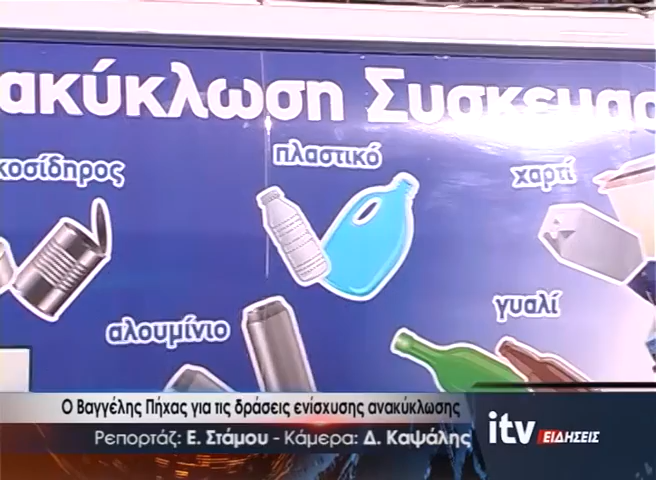 ακύκλωση Συσκευασ
κοσίδηρος
πλαστικό
χαρτί
αλουμίνιο
γυαλί
Ο Βαγγέλης Πήχας για τις δράσεις ενίσχυσης ανακύκλωσης
Ρεπορτάζ: Ε. Στάμου - Κάμερα: Δ. Καψάλης
itv ΕΙΔΗΣΕΙΣ